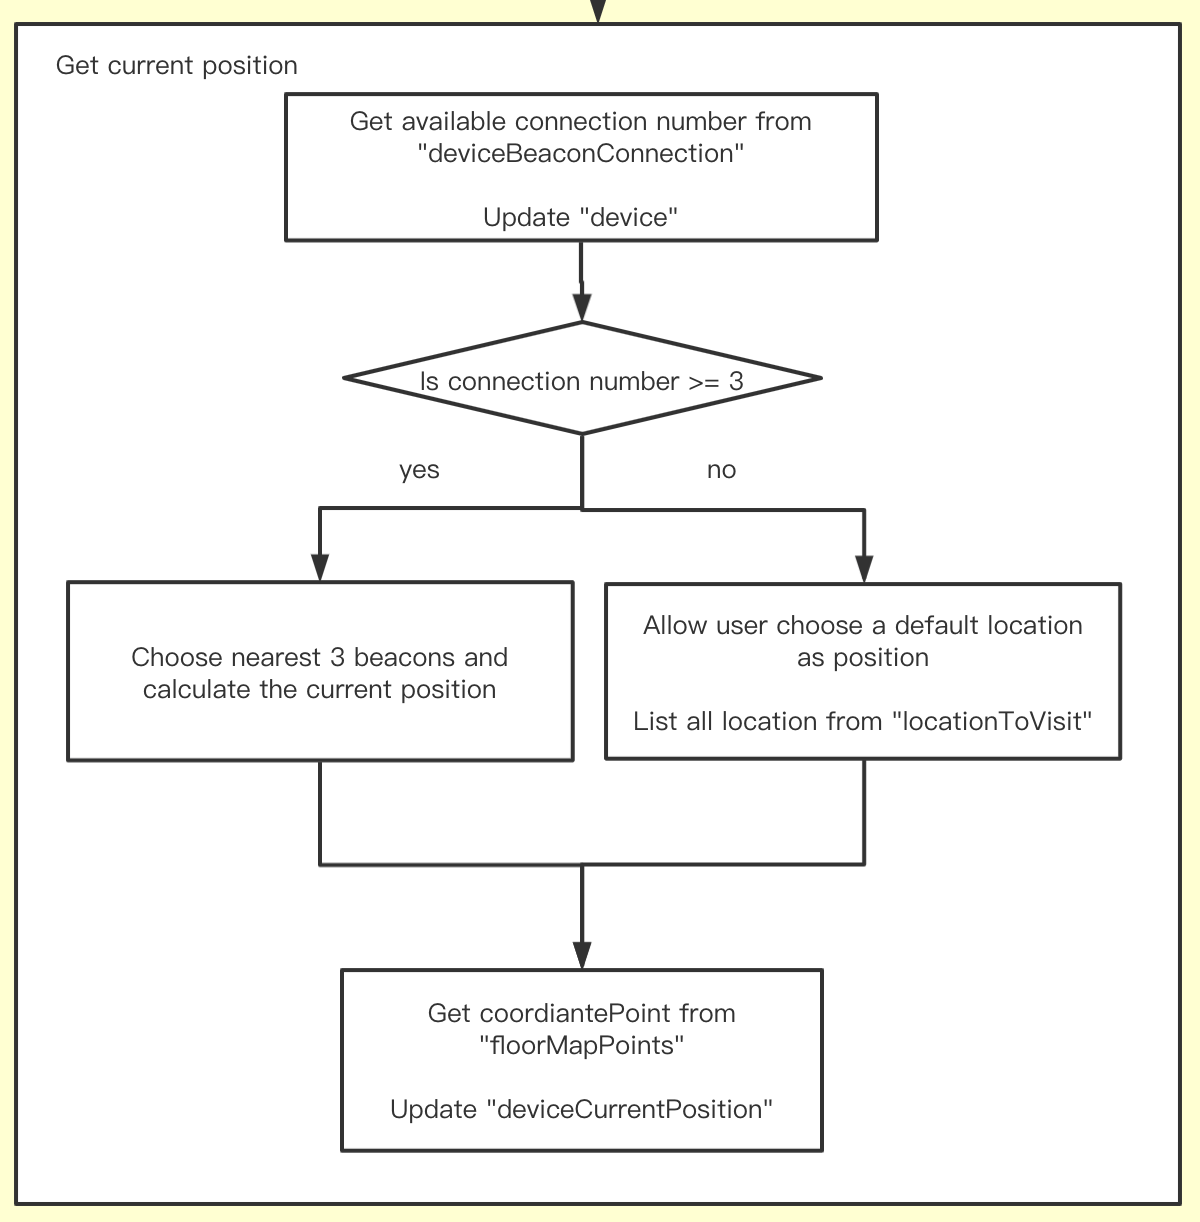 Get current position
Get available connection number from
"deviceBeaconConnection"
Update "device"
Is connection number >= 3
yes
no
Choose nearest 3 beacons and
calculate the current position
Allow user choose a default location
as position
List all location from "locationToVisit"
Get coordiantePoint from
"floorMapPoints"
Update "deviceCurrentPosition"